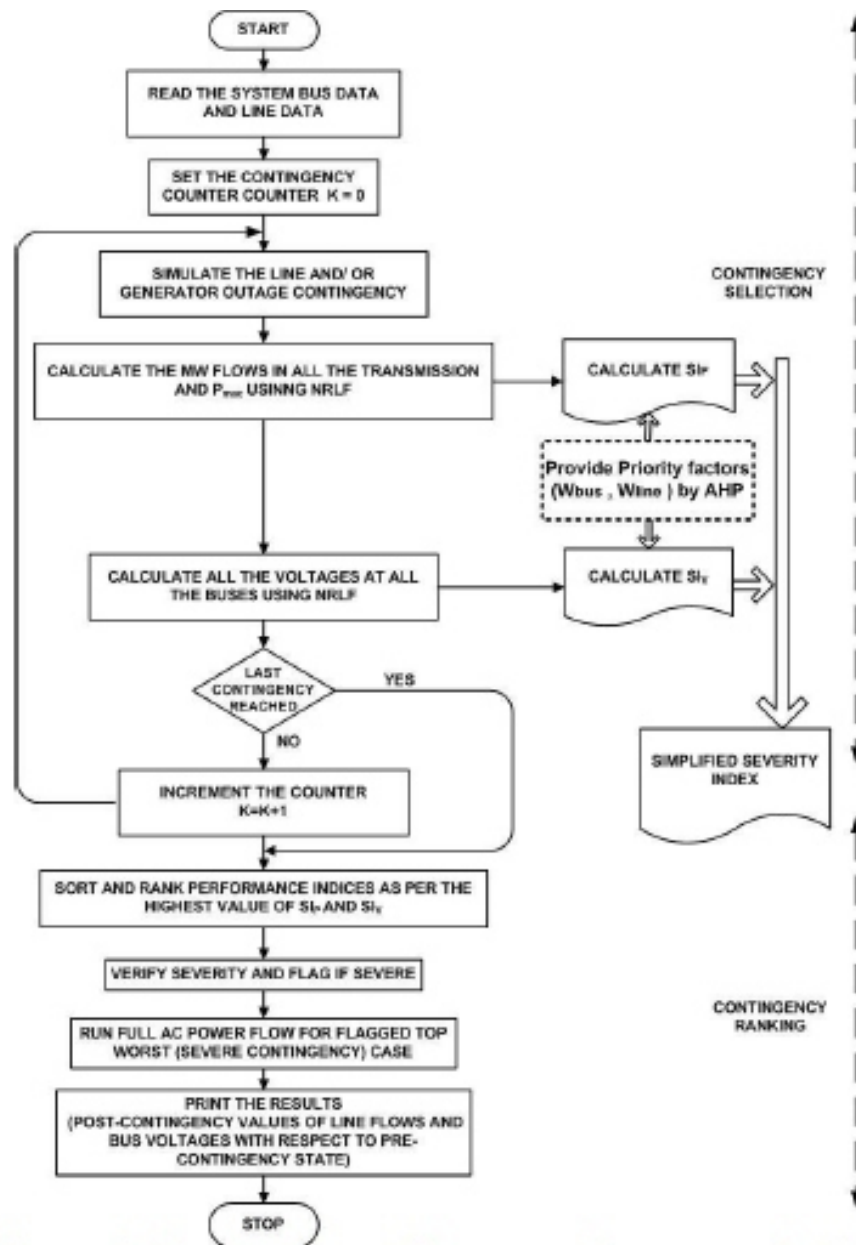 START
READ THE SYSTEM BUS DATA
AND LINE DATA
SET THE CONTINGENCY
COUNTER COUNTER K = 0
SIMULATE THE LINE AND/ OR
GENERATOR OUTAGE CONTINGENCY
CONTINGENCY
SELECTION
CALCULATE THE MW FLOWS IN ALL THE TRANSMISSION
AND Pmax USINNG NRLF
CALCULATE SIP
Provide Priority factors
(Wbus , Wline ) by AHP
CALCULATE ALL THE VOLTAGES AT ALL
THE BUSES USING NRLF
CALCULATE SIV
LAST
CONTINGENCY
REACHED
YES
NO
SIMPLIFIED SEVERITY
INDEX
INCREMENT THE COUNTER
K=K+1
SORT AND RANK PERFORMANCE INDICES AS PER THE
HIGHEST VALUE OF SIP AND SIV
VERIFY SEVERITY AND FLAG IF SEVERE
RUN FULL AC POWER FLOW FOR FLAGGED TOP
WORST (SEVERE CONTINGENCY) CASE
CONTINGENCY
RANKING
PRINT THE RESULTS
(POST-CONTINGENCY VALUES OF LINE FLOWS AND
BUS VOLTAGES WITH RESPECT TO PRE-
CONTINGENCY STATE)
STOP